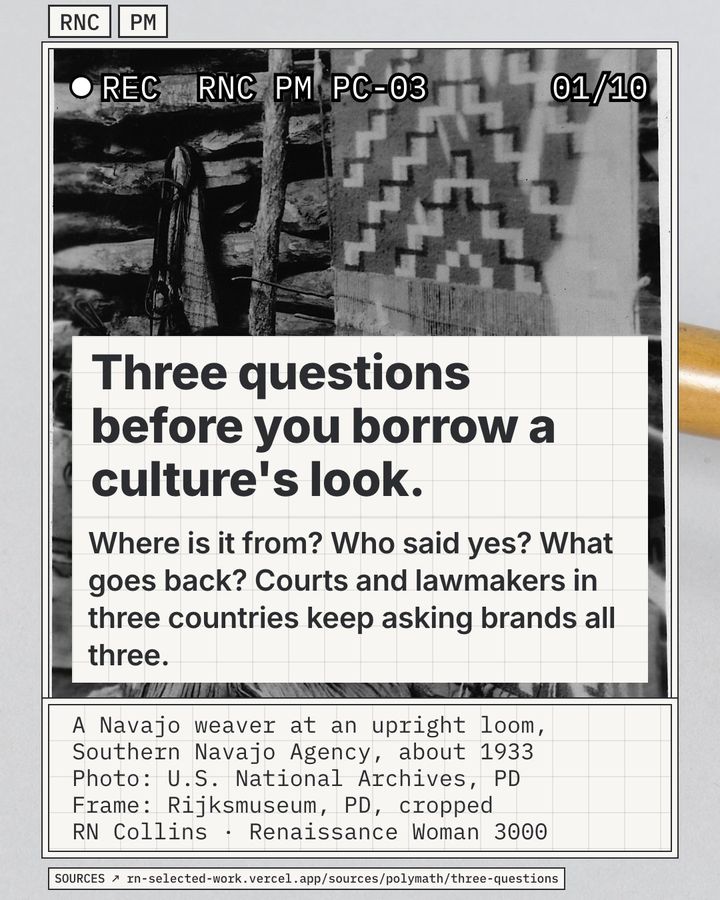 RNC PM
REC RNC PM PC-03 01/10
Three questions
before you borrow a
culture's look.
Where is it from? Who said yes? What
goes back? Courts and lawmakers in
three countries keep asking brands all
three.
A Navajo weaver at an upright loom,
Southern Navajo Agency, about 1933
Photo: U.S. National Archives, PD
Frame: Rijksmuseum, PD, cropped
RN Collins · Renaissance Woman 3000
SOURCES ↗ rn-selected-work.vercel.app/sources/polymath/three-questions